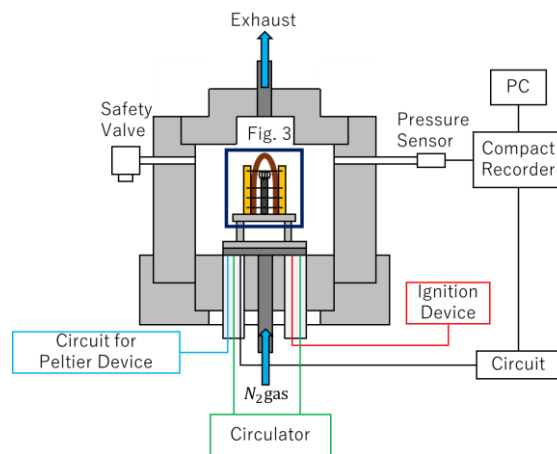 Exhaust
PC
Safety
Valve
Fig. 3
Pressure
Sensor
Compact
Recorder
Ignition
Device
Circuit for
Peltier Device
Circuit
N₂gas
Circulator